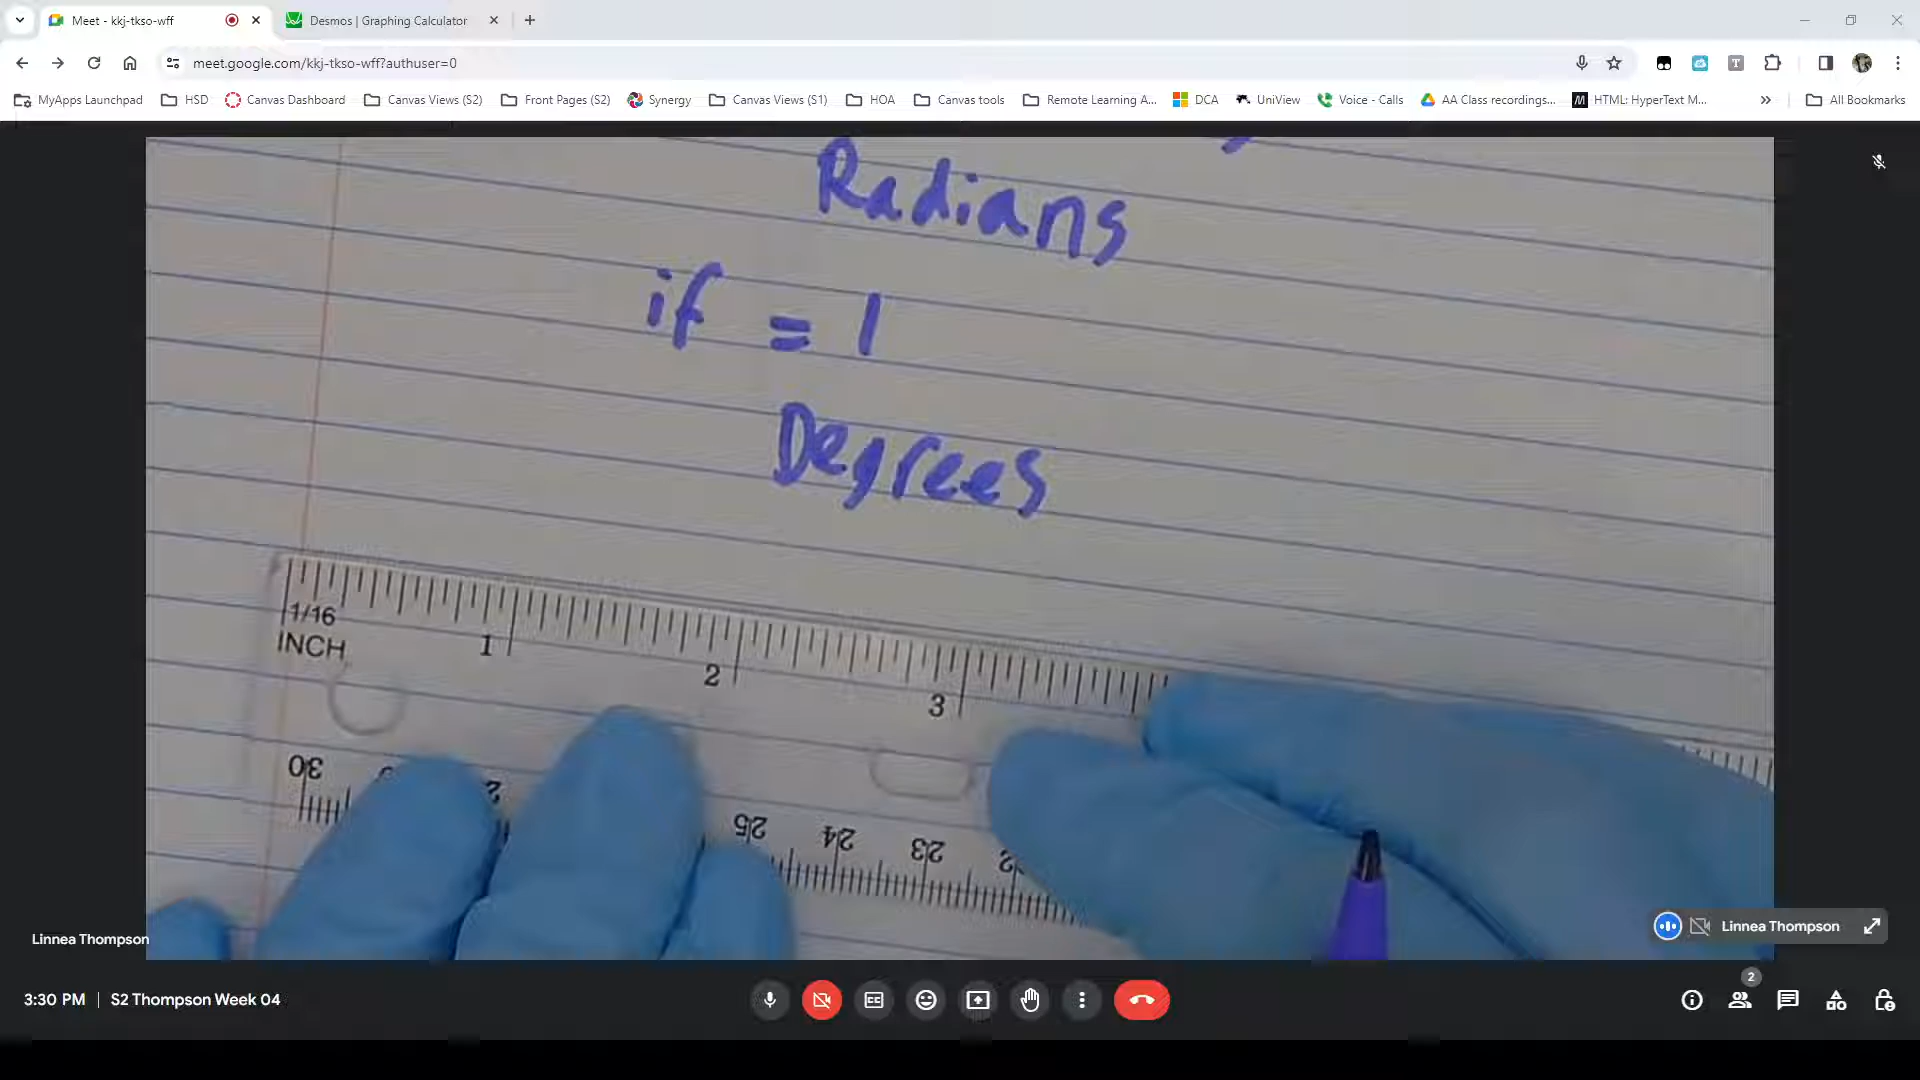 Meet - kkj-tkso-wff
Desmos | Graphing Calculator
meet.google.com/kkj-tkso-wff?authuser=0
MyApps Launchpad HSD Canvas Dashboard Canvas Views (S2) Front Pages (S2) Synergy Canvas Views (S1) HOA Canvas tools Remote Learning A... DCA UniView Voice - Calls AA Class recordings... HTML: HyperText M... All Bookmarks
Radians
if = 1
Degrees
1/16
INCH
1 2 3
30 25 24 23
Linnea Thompson
Linnea Thompson
2
3:30 PM | S2 Thompson Week 04